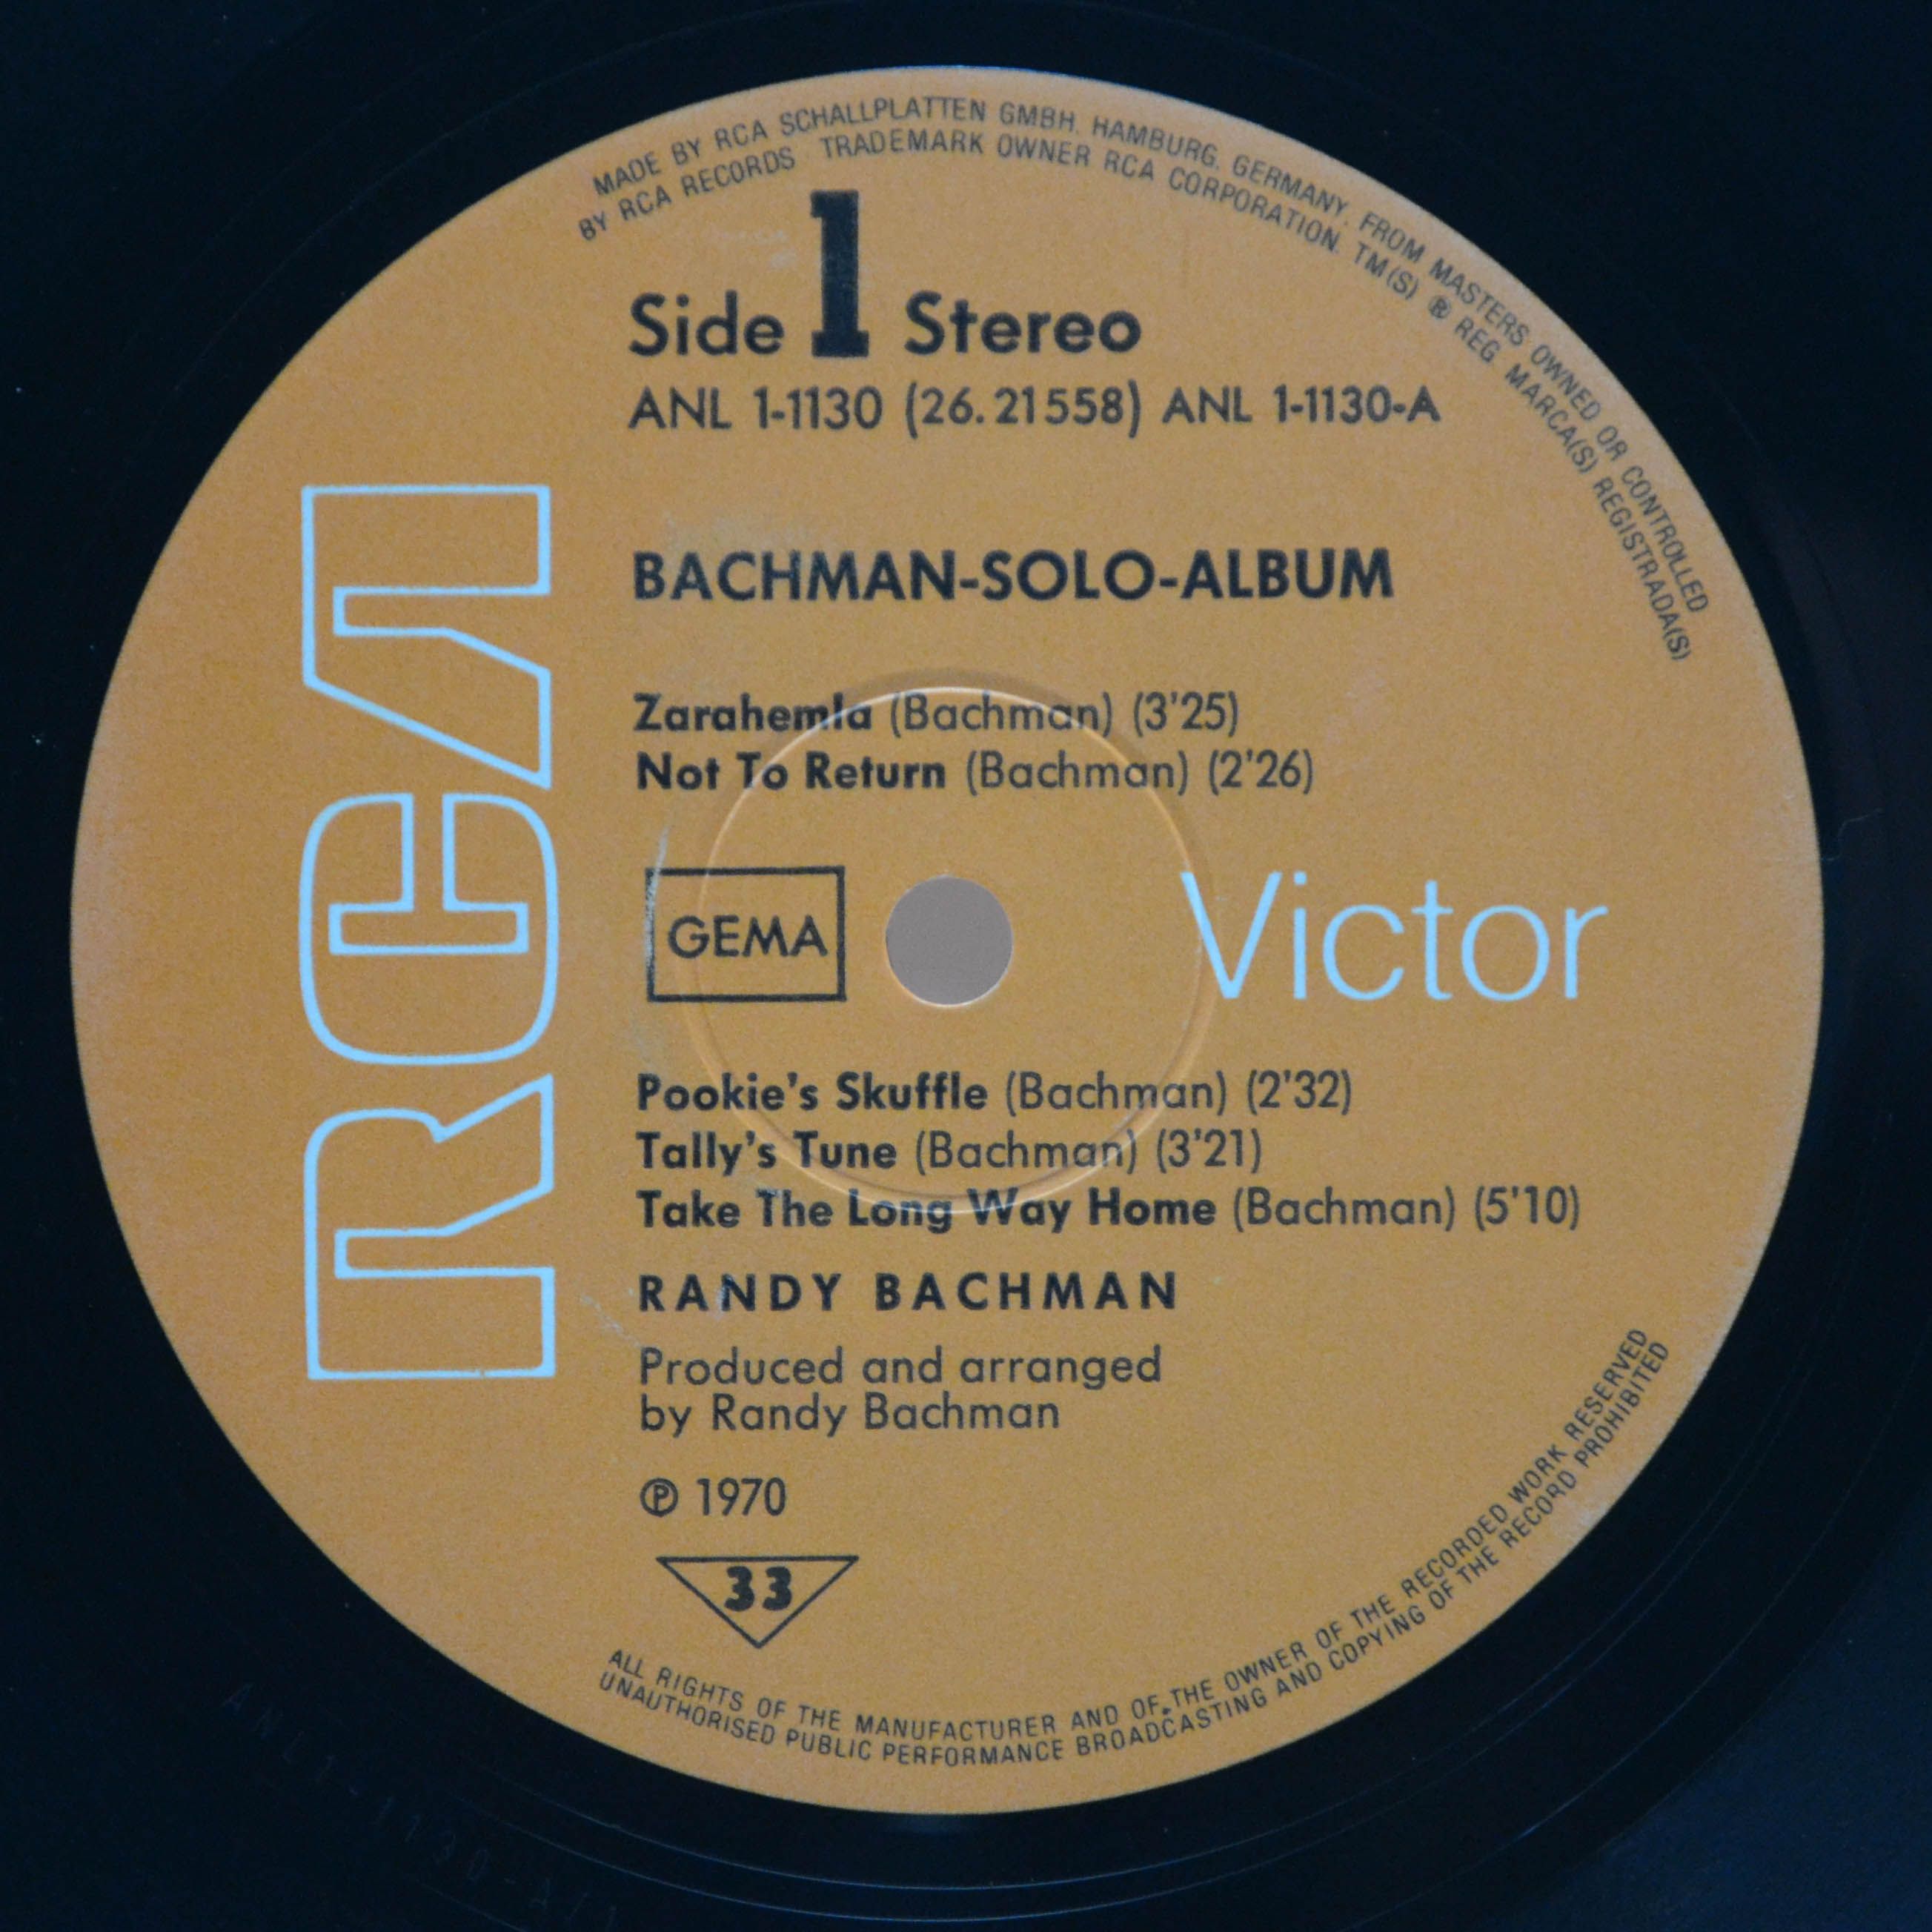 MADE BY RCA SCHALLPLATTEN GMBH, HAMBURG, GERMANY, FROM MASTERS OWNED OR CONTROLLED
BY RCA RECORDS TRADEMARK OWNER RCA CORPORATION. TM(S) ® REG. MARCA(S) REGISTRADA(S)
Side 1 Stereo
ANL 1-1130 (26.21558) ANL 1-1130-A
BACHMAN-SOLO-ALBUM
Zarahemla (Bachman) (3'25)
Not To Return (Bachman) (2'26)
RCA
GEMA
Victor
Pookie's Skuffle (Bachman) (2'32)
Tally's Tune (Bachman) (3'21)
Take The Long Way Home (Bachman) (5'10)
RANDY BACHMAN
Produced and arranged
by Randy Bachman
℗ 1970
33
ALL RIGHTS OF THE MANUFACTURER AND OF THE OWNER OF THE RECORDED WORK RESERVED
UNAUTHORISED PUBLIC PERFORMANCE BROADCASTING AND COPYING OF THE RECORD PROHIBITED